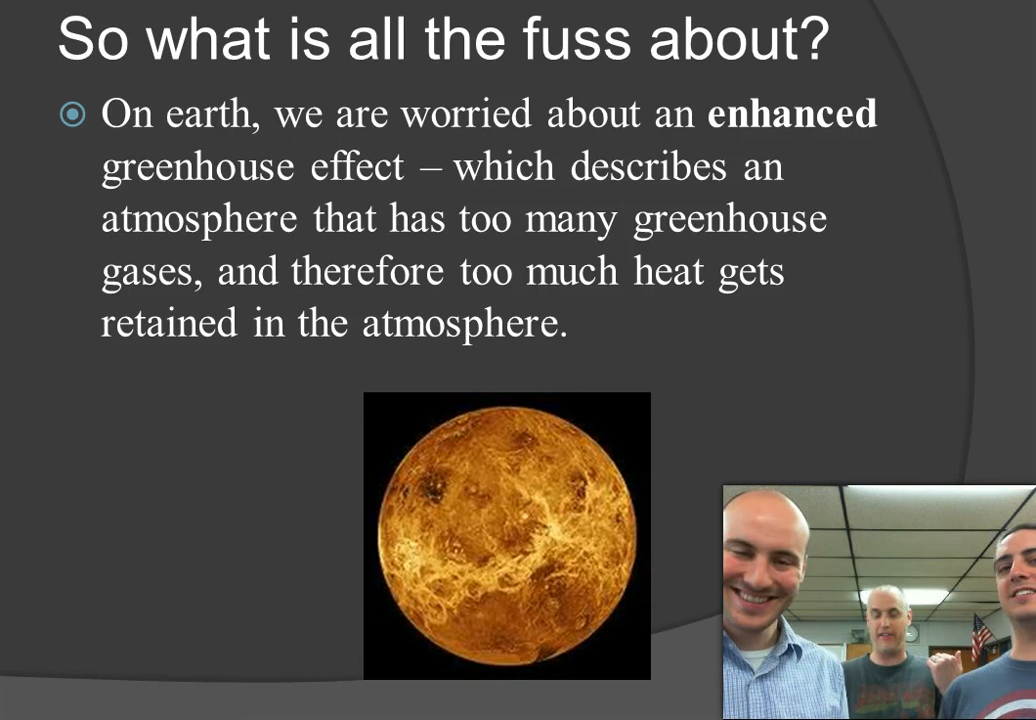 So what is all the fuss about?
On earth, we are worried about an enhanced
greenhouse effect – which describes an
atmosphere that has too many greenhouse
gases, and therefore too much heat gets
retained in the atmosphere.